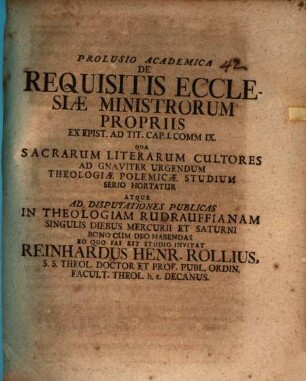 PROLUSIO ACADEMICA 42.
DE
REQUISITIS ECCLE-
SIÆ MINISTRORUM
PROPRIIS
EX EPIST. AD TIT. CAP. I. COMM IX.
QUA
SACRARUM LITERARUM CULTORES
AD GNAVITER URGENDUM
THEOLOGIÆ POLEMICÆ STUDIUM
SERIO HORTATUR
ATQUE
AD DISPUTATIONES PUBLICAS
IN THEOLOGIAM RUDRAUFFIANAM
SINGULIS DIEBUS MERCURII ET SATURNI
BONO CUM DEO HABENDAS
EO QUO FAS EST STUDIO INVITAT
REINHARDUS HENR. ROLLIUS,
S. S. THEOL. DOCTOR ET PROF. PUBL. ORDIN,
FACULT. THEOL. h. t. DECANUS.